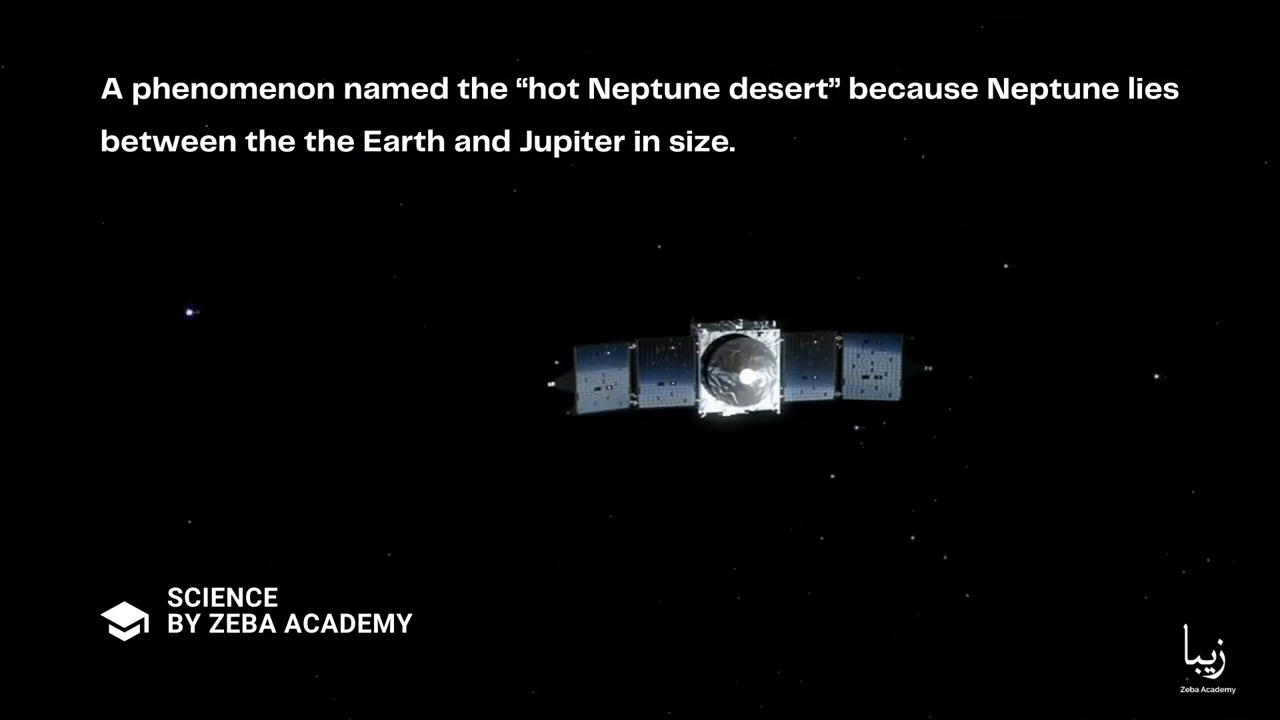 A phenomenon named the “hot Neptune desert” because Neptune lies
between the the Earth and Jupiter in size.
SCIENCE
BY ZEBA ACADEMY
زيبا
Zeba Academy